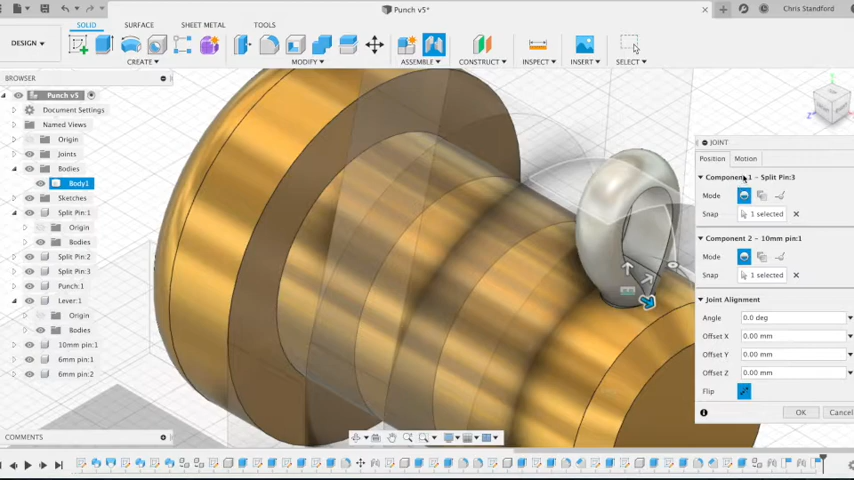 Punch v5*
Chris Standford
DESIGN
SOLID
SURFACE
SHEET METAL
TOOLS
CREATE
MODIFY
ASSEMBLE
CONSTRUCT
INSPECT
INSERT
SELECT
BROWSER
Punch v5
Document Settings
Named Views
Origin
Joints
Bodies
Body1
Sketches
Split Pin:1
Origin
Bodies
Split Pin:2
Split Pin:3
Punch:1
Lever:1
Origin
Bodies
10mm pin:1
6mm pin:1
6mm pin:2
COMMENTS
JOINT
Position Motion
Component 1 - Split Pin:3
Mode
Snap 1 selected
Component 2 - 10mm pin:1
Mode
Snap 1 selected
Joint Alignment
Angle 0.0 deg
Offset X 0.00 mm
Offset Y 0.00 mm
Offset Z 0.00 mm
Flip
OK Cancel